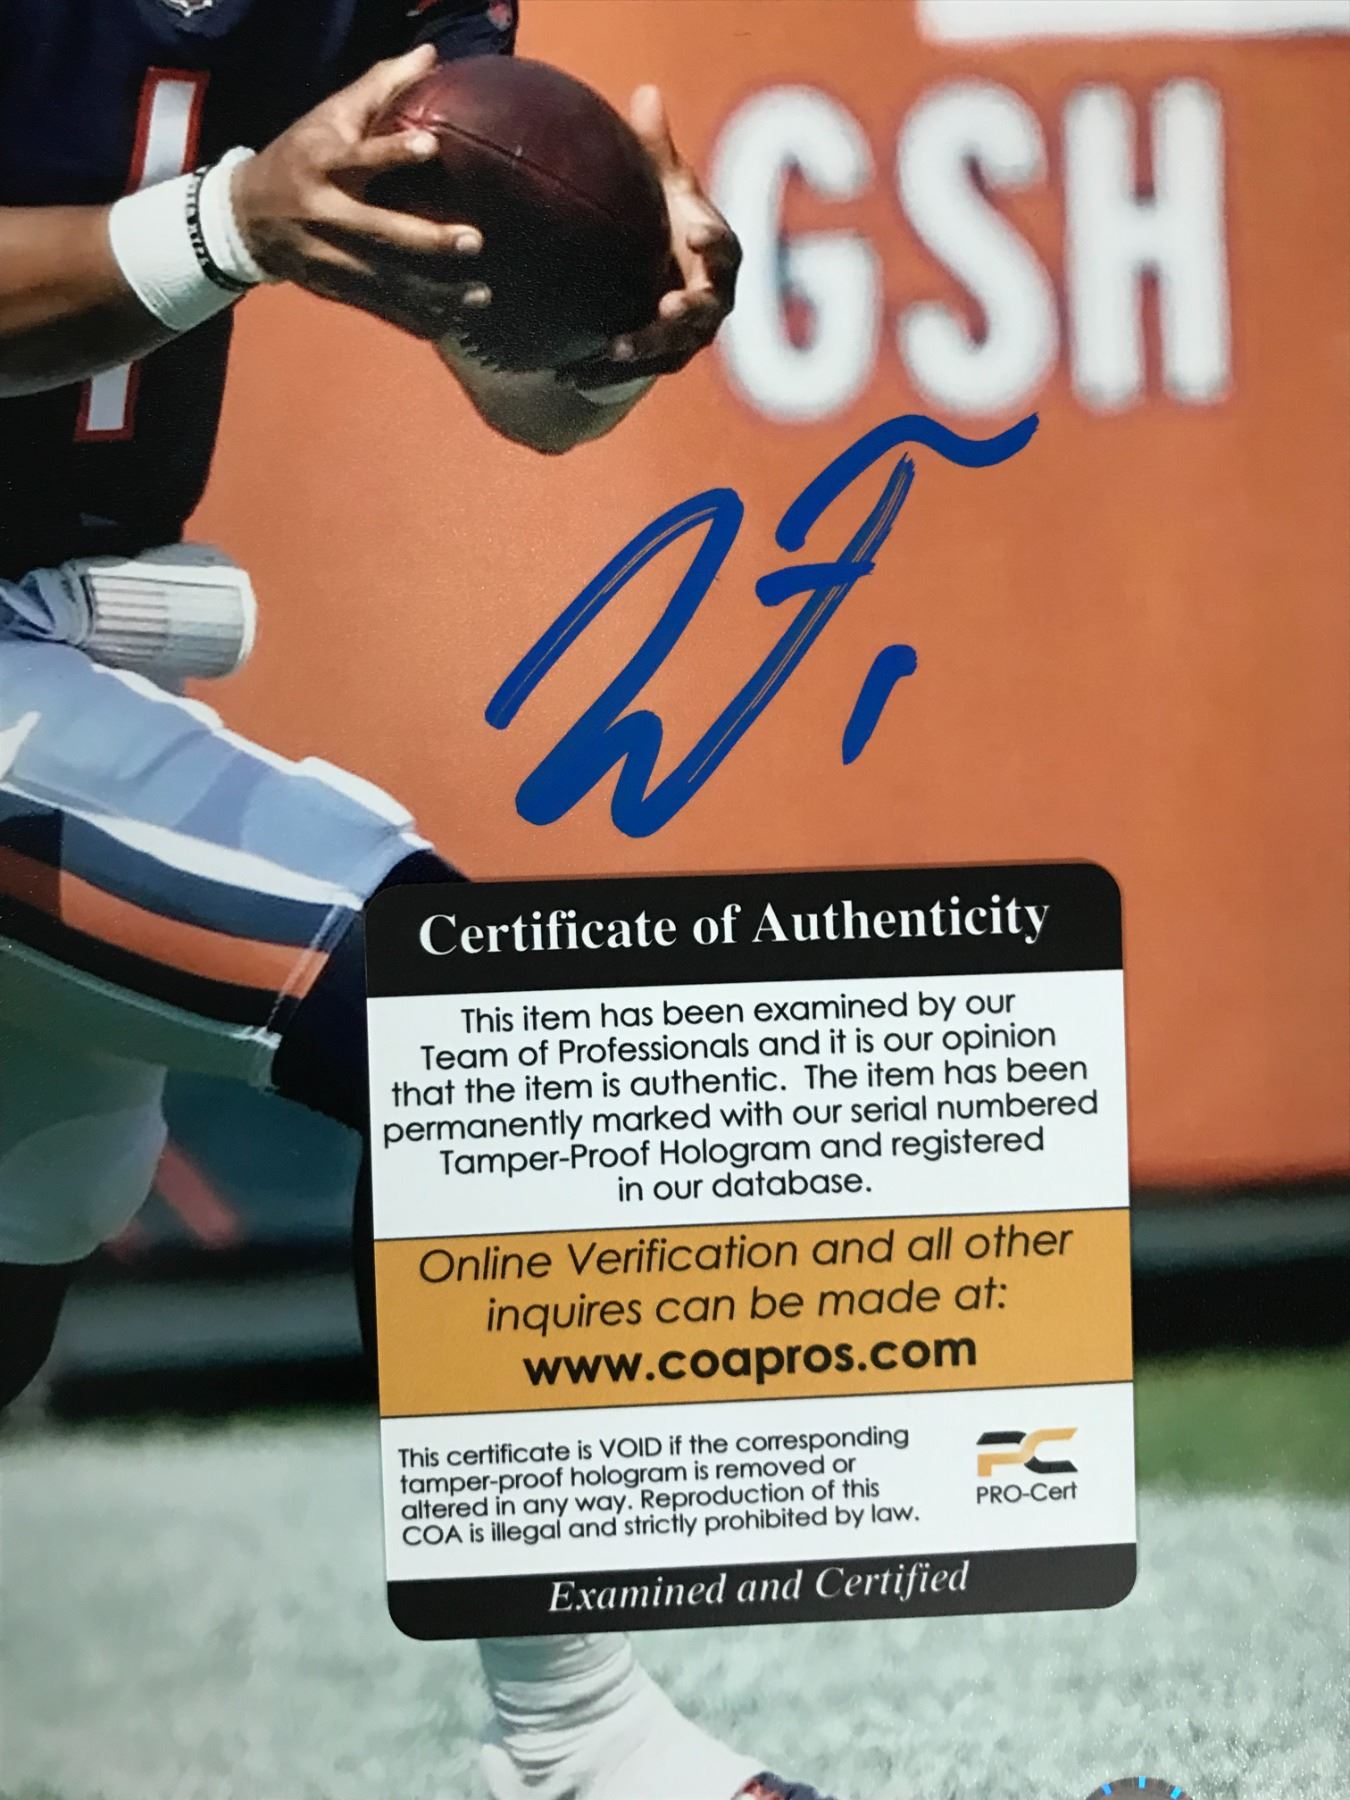 GSH
Certificate of Authenticity
This item has been examined by our
Team of Professionals and it is our opinion
that the item is authentic. The item has been
permanently marked with our serial numbered
Tamper-Proof Hologram and registered
in our database.
Online Verification and all other
inquires can be made at:
www.coapros.com
This certificate is VOID if the corresponding
tamper-proof hologram is removed or
altered in any way. Reproduction of this
COA is illegal and strictly prohibited by law.
PC
PRO-Cert
Examined and Certified